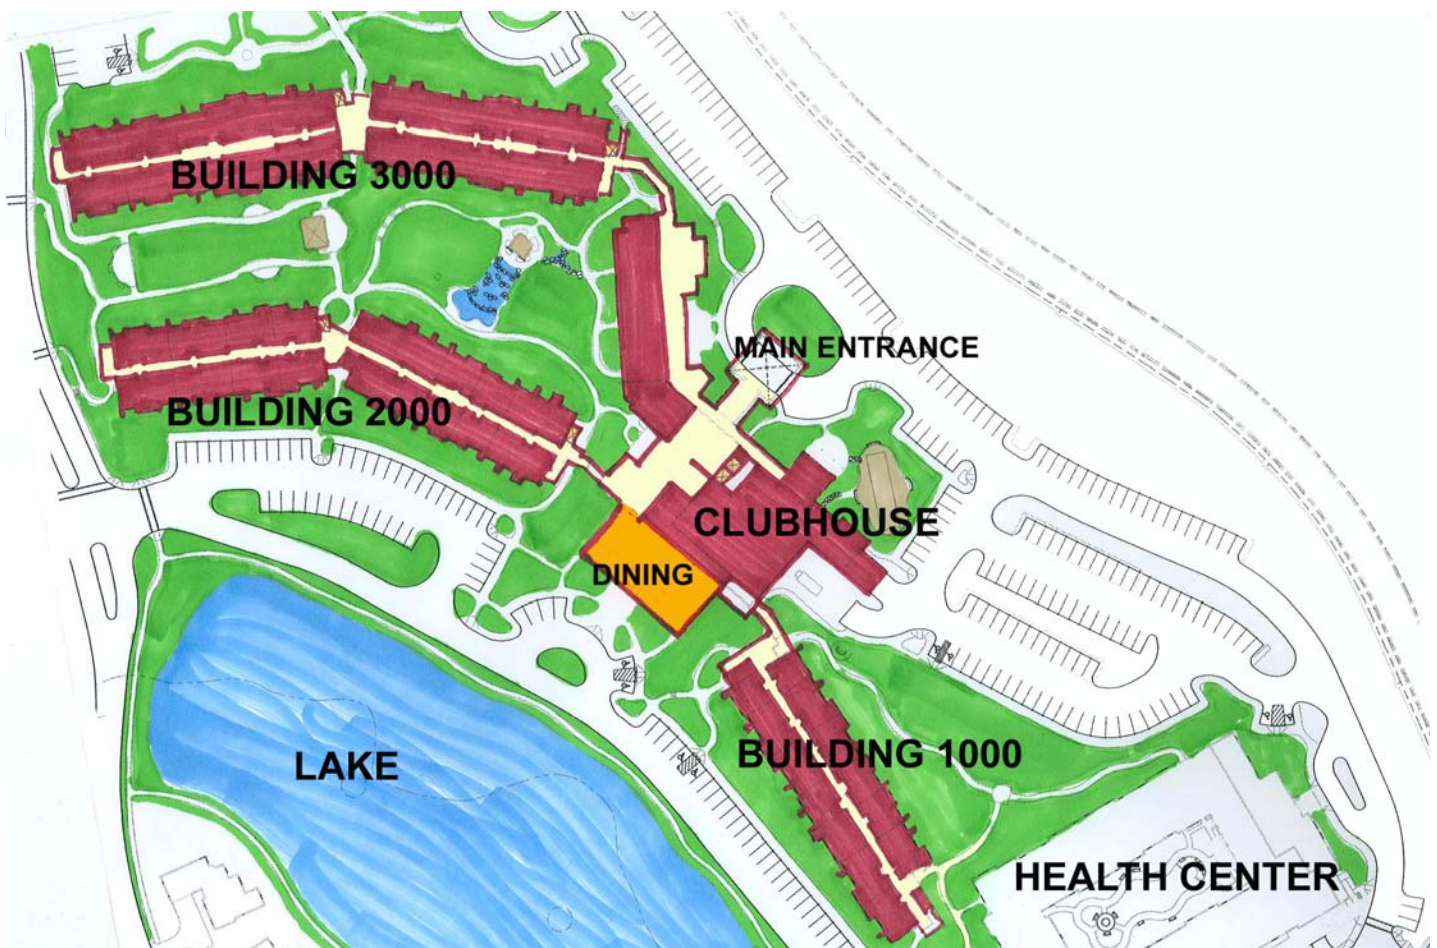 BUILDING 3000
MAIN ENTRANCE
BUILDING 2000
CLUBHOUSE
DINING
BUILDING 1000
LAKE
HEALTH CENTER